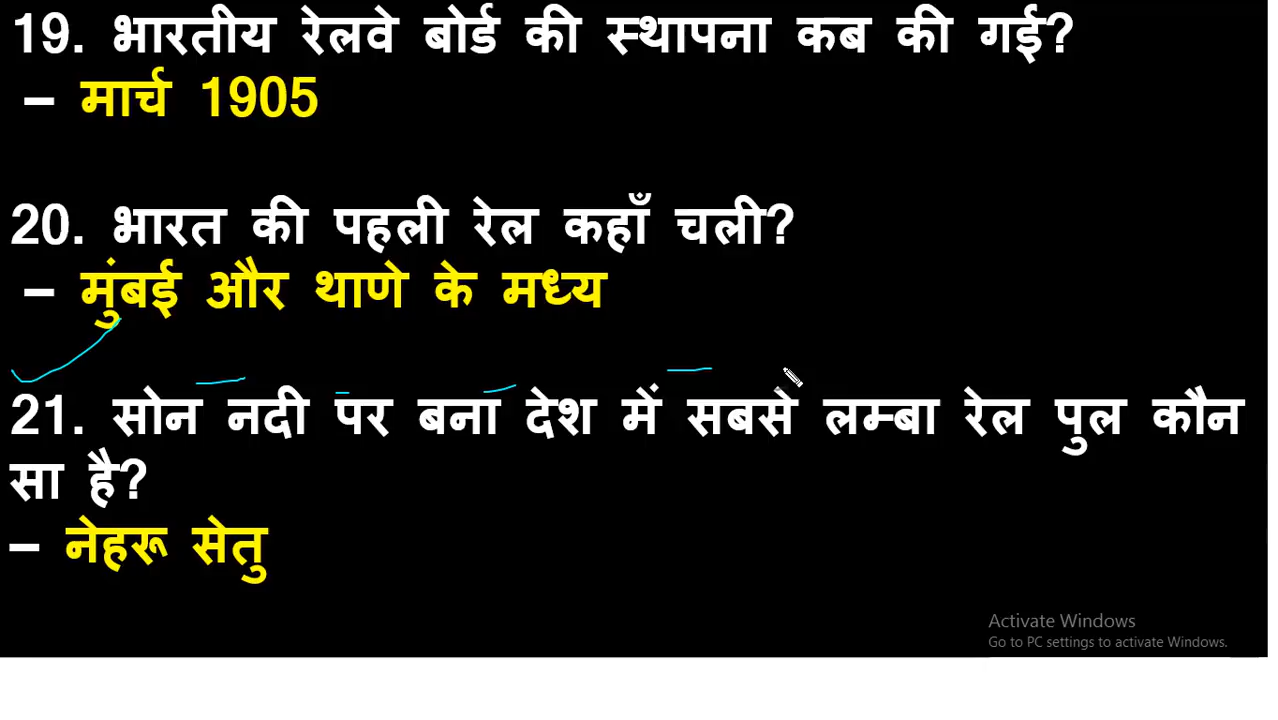 19. भारतीय रेलवे बोर्ड की स्थापना कब की गई?
– मार्च 1905
20. भारत की पहली रेल कहाँ चली?
– मुंबई और थाणे के मध्य
21. सोन नदी पर बना देश में सबसे लम्बा रेल पुल कौन
सा है?
– नेहरू सेतु
Activate Windows
Go to PC settings to activate Windows.